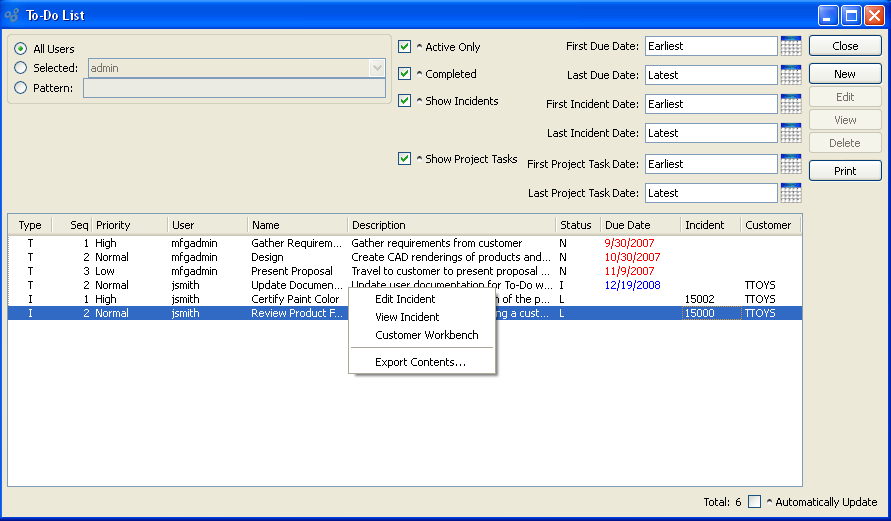 To-Do List
All Users
Selected: admin
Pattern:
^ Active Only
^ Completed
^ Show Incidents
^ Show Project Tasks
First Due Date: Earliest
Last Due Date: Latest
First Incident Date: Earliest
Last Incident Date: Latest
First Project Task Date: Earliest
Last Project Task Date: Latest
Close
New
Edit
View
Delete
Print
Type Seq Priority User Name Description Status Due Date Incident Customer
T 1 High mfgadmin Gather Requirem... Gather requirements from customer N 9/30/2007
T 2 Normal mfgadmin Design Create CAD renderings of products and... N 10/30/2007
T 3 Low mfgadmin Present Proposal Travel to customer to present proposal ... N 11/9/2007
T 2 Normal jsmith Update Documen... Update user documentation for To-Do w... I 12/19/2008 TTOYS
I 1 High jsmith Certify Paint Color n of the p... L 15002 TTOYS
I 2 Normal jsmith Review Product F... ing a cust... L 15000 TTOYS
Edit Incident
View Incident
Customer Workbench
Export Contents...
Total: 6 ^ Automatically Update